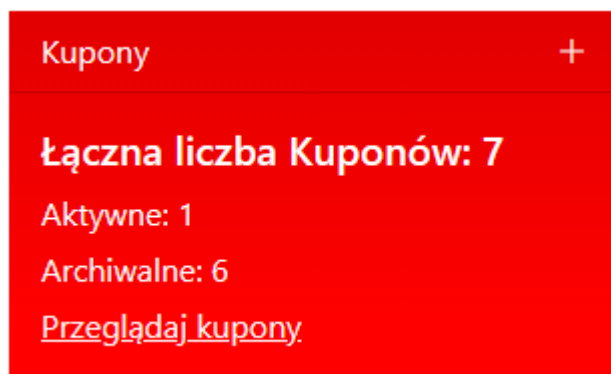 Kupony +
Łączna liczba Kuponów: 7
Aktywne: 1
Archiwalne: 6
Przeglądaj kupony